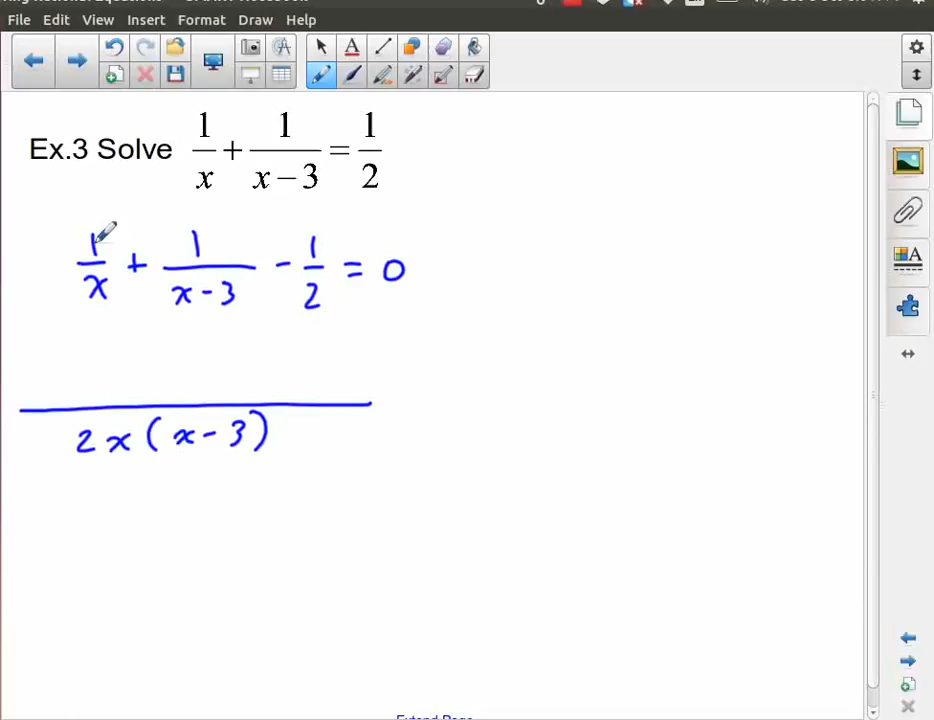 File Edit View Insert Format Draw Help
Ex.3 Solve 1/x + 1/(x−3) = 1/2
1/x + 1/(x-3) - 1/2 = 0
2x(x-3)